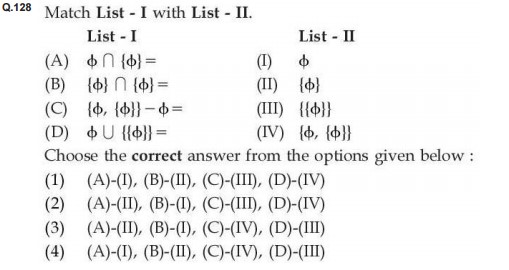 Q.128 Match List - I with List - II.
List - I List - II
(A) ϕ ⋂ {ϕ} = (I) ϕ
(B) {ϕ} ⋂ {ϕ} = (II) {ϕ}
(C) {ϕ, {ϕ}} – ϕ = (III) {{ϕ}}
(D) ϕ ⋃ {{ϕ}} = (IV) {ϕ, {ϕ}}
Choose the correct answer from the options given below :
(1) (A)-(I), (B)-(II), (C)-(III), (D)-(IV)
(2) (A)-(II), (B)-(I), (C)-(III), (D)-(IV)
(3) (A)-(II), (B)-(I), (C)-(IV), (D)-(III)
(4) (A)-(I), (B)-(II), (C)-(IV), (D)-(III)